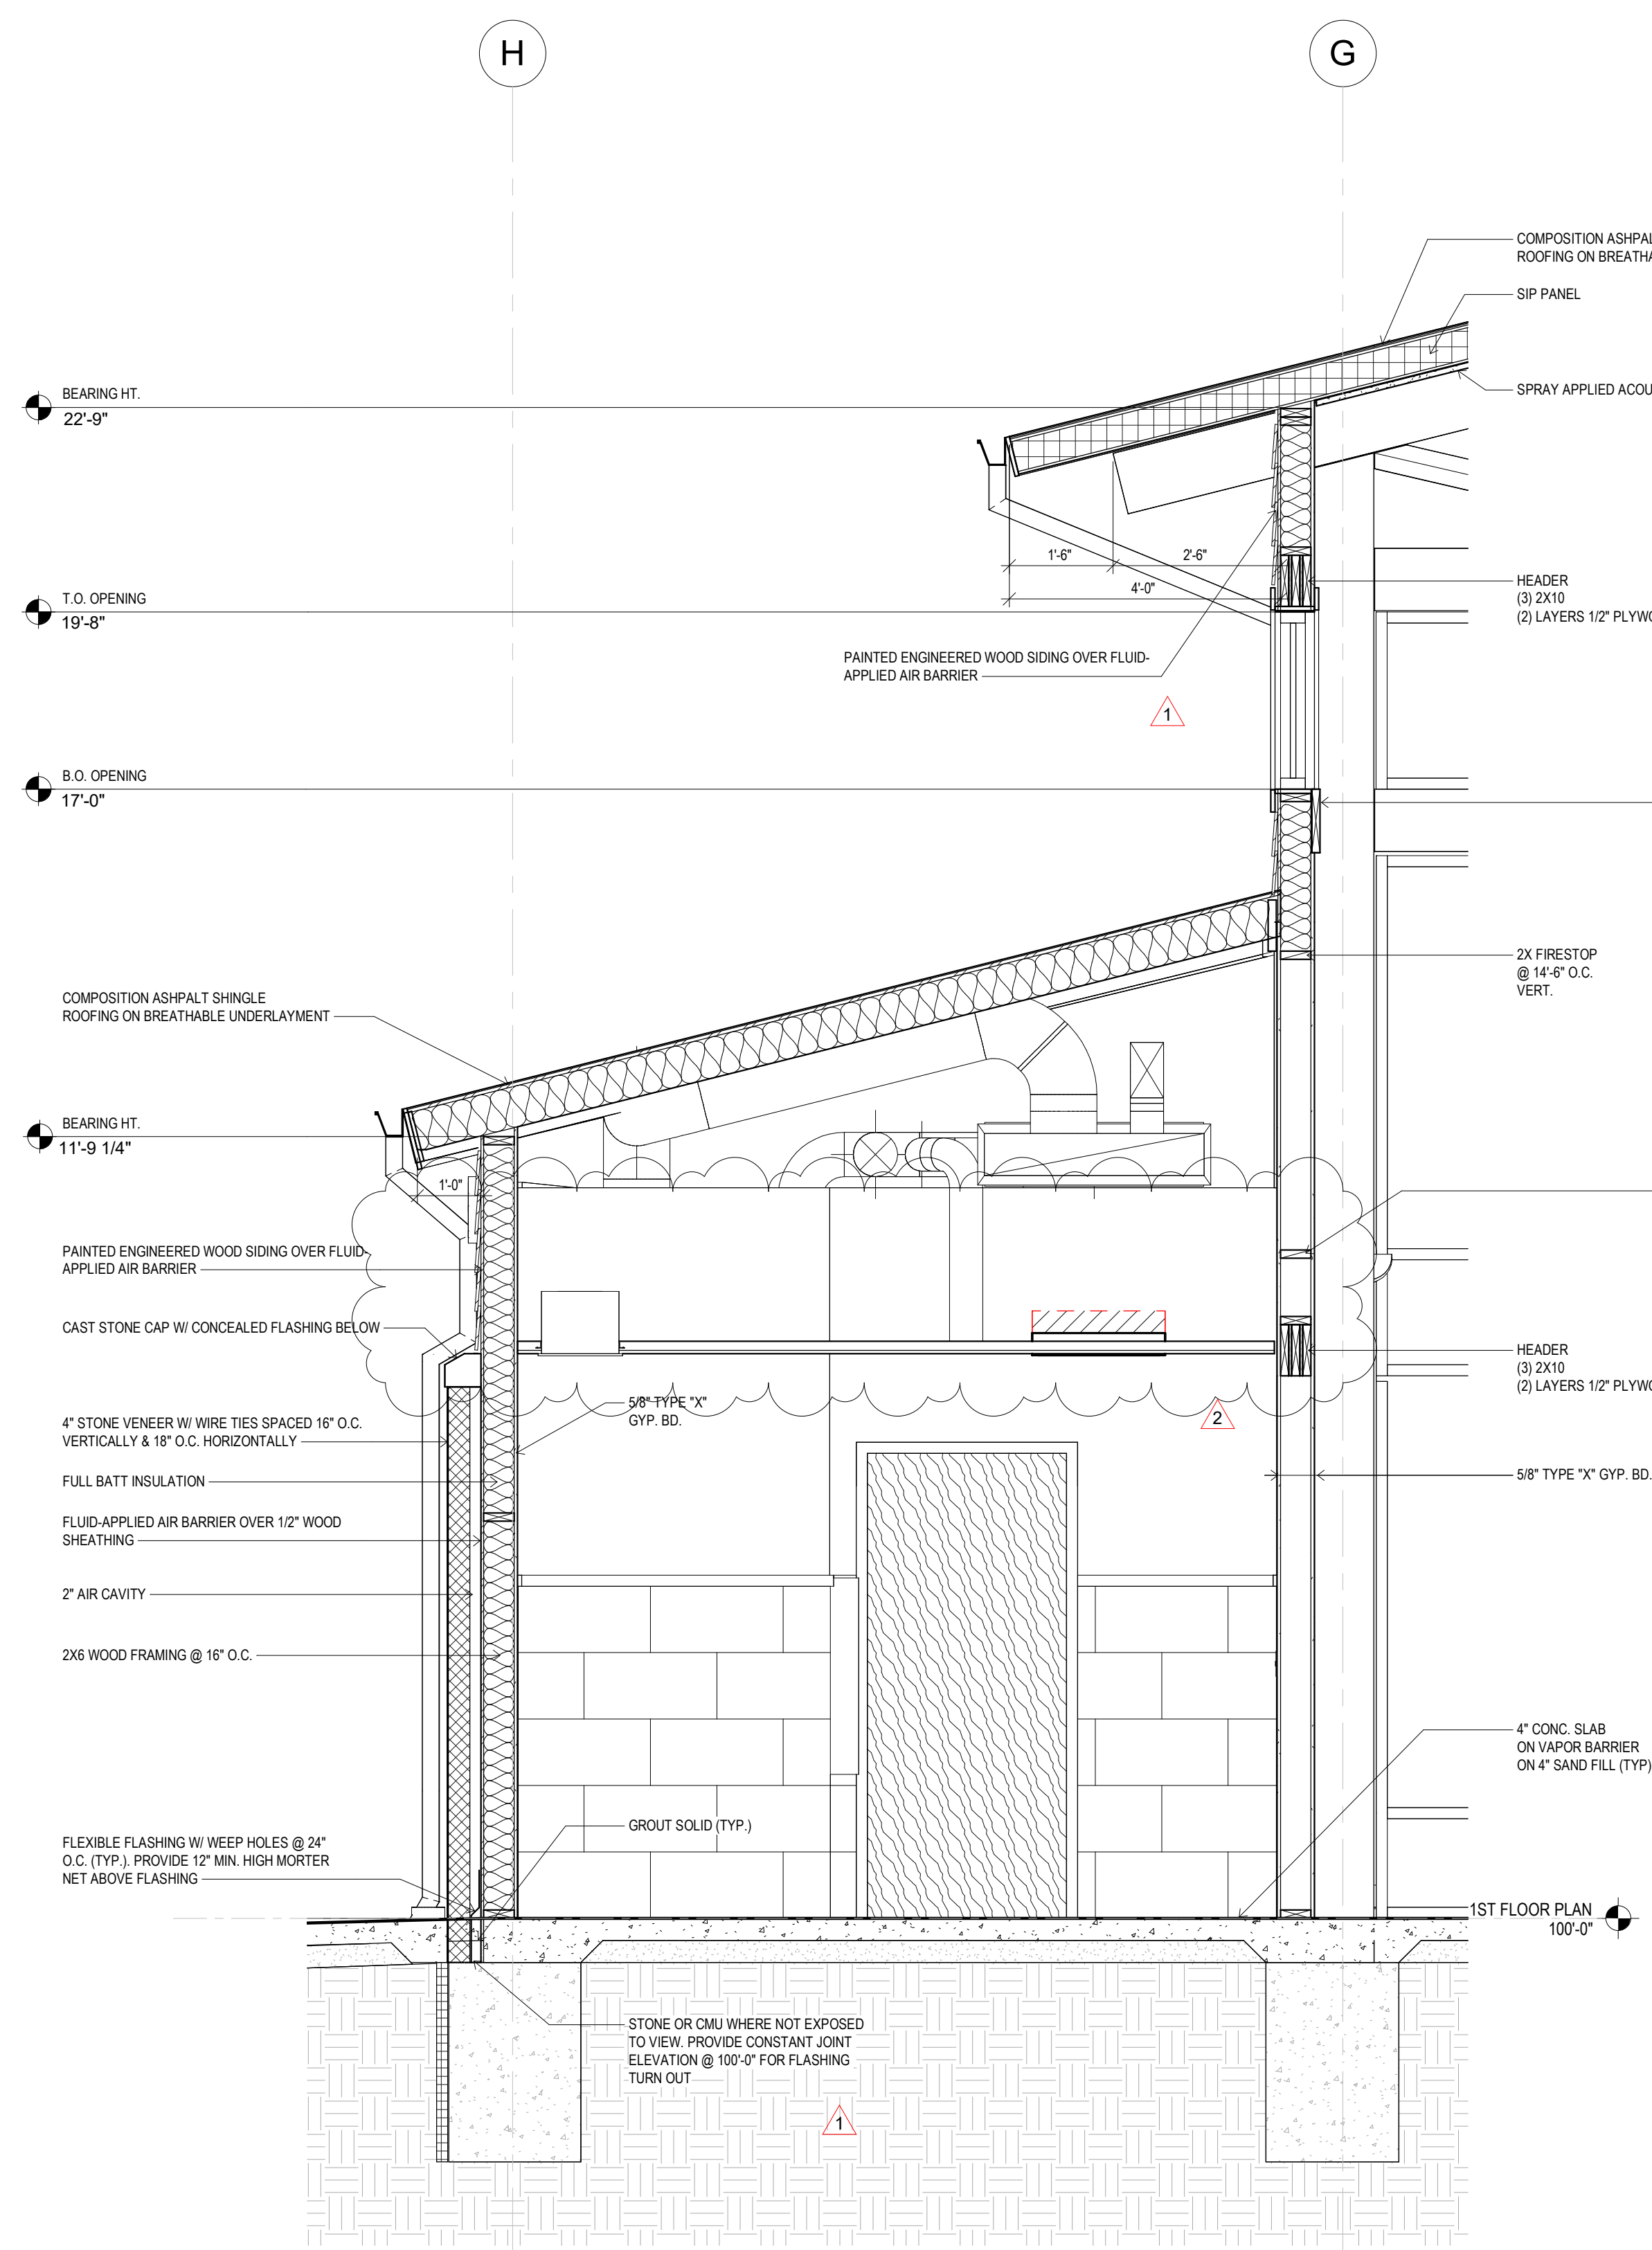 H
G
COMPOSITION ASHPAL
ROOFING ON BREATHA
SIP PANEL
SPRAY APPLIED ACOU
BEARING HT.
22'-9"
1'-6"
2'-6"
4'-0"
HEADER
(3) 2X10
(2) LAYERS 1/2" PLYWO
T.O. OPENING
19'-8"
PAINTED ENGINEERED WOOD SIDING OVER FLUID-
APPLIED AIR BARRIER
1
B.O. OPENING
17'-0"
2X FIRESTOP
@ 14'-6" O.C.
VERT.
COMPOSITION ASHPALT SHINGLE
ROOFING ON BREATHABLE UNDERLAYMENT
BEARING HT.
11'-9 1/4"
1'-0"
PAINTED ENGINEERED WOOD SIDING OVER FLUID-
APPLIED AIR BARRIER
CAST STONE CAP W/ CONCEALED FLASHING BELOW
HEADER
(3) 2X10
(2) LAYERS 1/2" PLYWO
5/8" TYPE "X"
GYP. BD.
2
4" STONE VENEER W/ WIRE TIES SPACED 16" O.C.
VERTICALLY & 18" O.C. HORIZONTALLY
FULL BATT INSULATION
5/8" TYPE "X" GYP. BD.
FLUID-APPLIED AIR BARRIER OVER 1/2" WOOD
SHEATHING
2" AIR CAVITY
2X6 WOOD FRAMING @ 16" O.C.
4" CONC. SLAB
ON VAPOR BARRIER
ON 4" SAND FILL (TYP)
GROUT SOLID (TYP.)
FLEXIBLE FLASHING W/ WEEP HOLES @ 24"
O.C. (TYP.). PROVIDE 12" MIN. HIGH MORTER
NET ABOVE FLASHING
1ST FLOOR PLAN
100'-0"
STONE OR CMU WHERE NOT EXPOSED
TO VIEW. PROVIDE CONSTANT JOINT
ELEVATION @ 100'-0" FOR FLASHING
TURN OUT
1